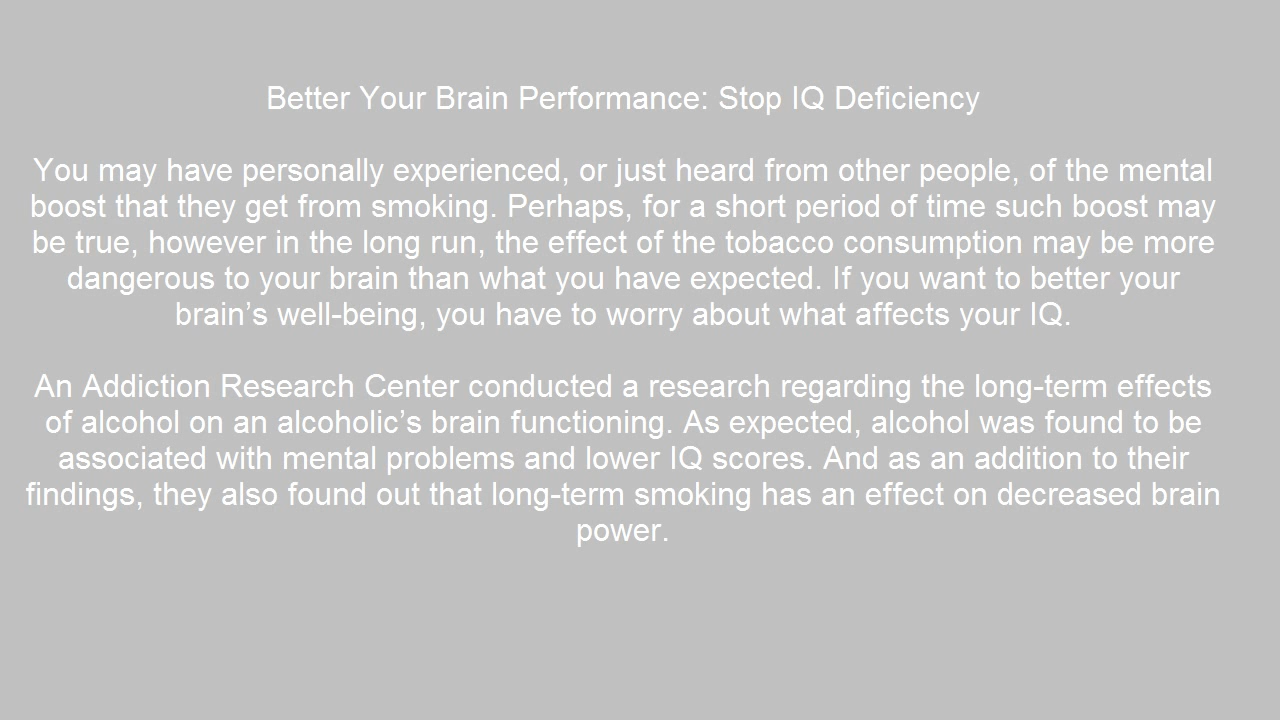 Better Your Brain Performance: Stop IQ Deficiency
You may have personally experienced, or just heard from other people, of the mental
boost that they get from smoking. Perhaps, for a short period of time such boost may
be true, however in the long run, the effect of the tobacco consumption may be more
dangerous to your brain than what you have expected. If you want to better your
brain’s well-being, you have to worry about what affects your IQ.
An Addiction Research Center conducted a research regarding the long-term effects
of alcohol on an alcoholic’s brain functioning. As expected, alcohol was found to be
associated with mental problems and lower IQ scores. And as an addition to their
findings, they also found out that long-term smoking has an effect on decreased brain
power.